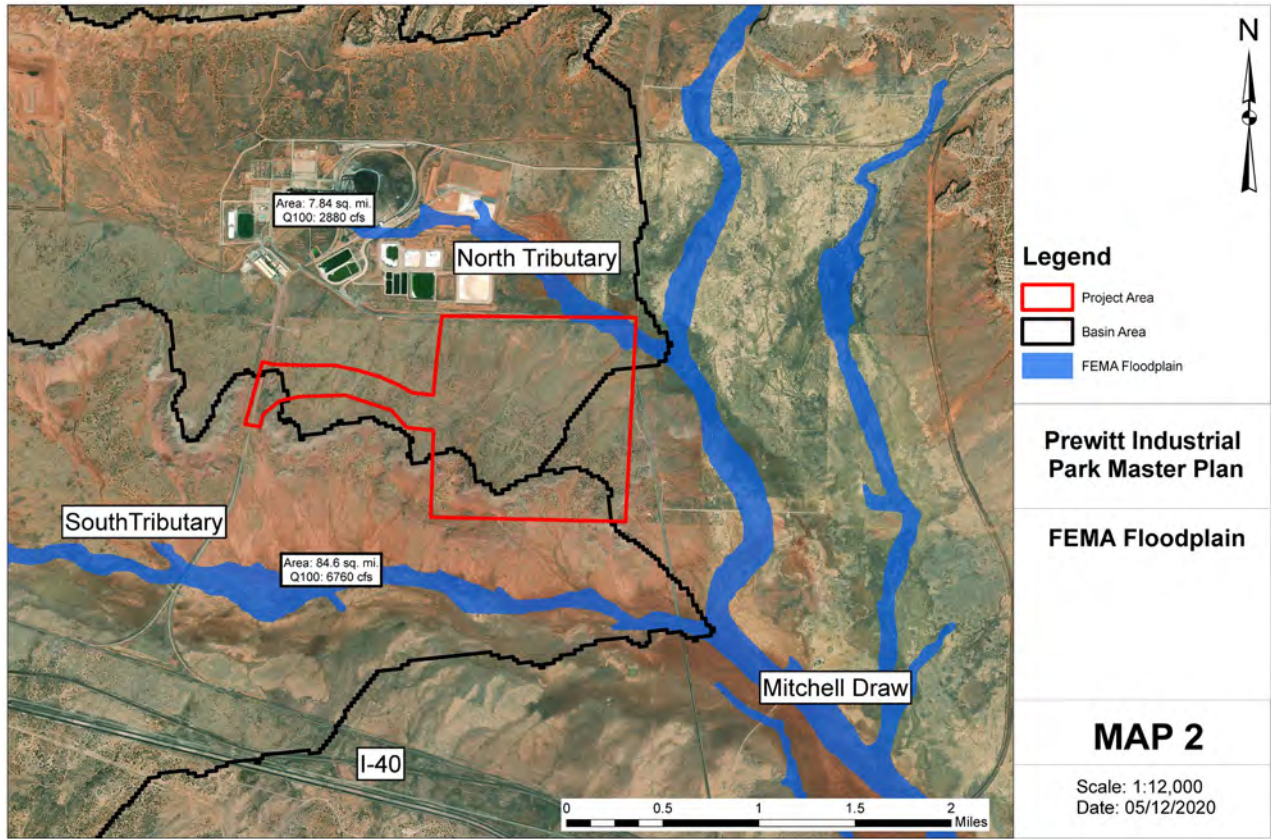 Area: 7.84 sq. mi.
Q100: 2880 cfs
North Tributary
SouthTributary
Area: 84.6 sq. mi.
Q100: 6760 cfs
Mitchell Draw
I-40
0 0.5 1 1.5 2
Miles
N
Legend
Project Area
Basin Area
FEMA Floodplain
Prewitt Industrial
Park Master Plan
FEMA Floodplain
MAP 2
Scale: 1:12,000
Date: 05/12/2020